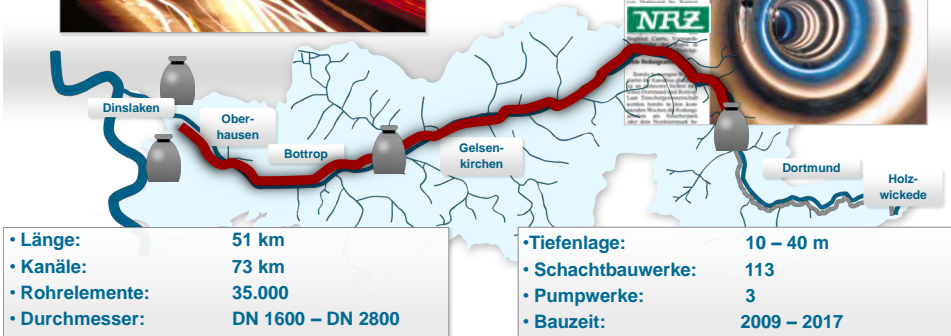 NRZ
Dinslaken
Ober-
hausen
Bottrop
Gelsen-
kirchen
Dortmund
Holz-
wickede
• Länge: 51 km
• Kanäle: 73 km
• Rohrelemente: 35.000
• Durchmesser: DN 1600 – DN 2800
•Tiefenlage: 10 – 40 m
• Schachtbauwerke: 113
• Pumpwerke: 3
• Bauzeit: 2009 – 2017